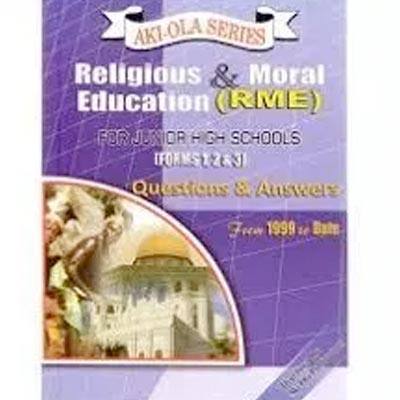 AKI-OLA SERIES
Religious & Moral
Education (RME)
FOR JUNIOR HIGH SCHOOLS
(FORMS 1, 2 & 3)
Questions & Answers
From 1999 to Date